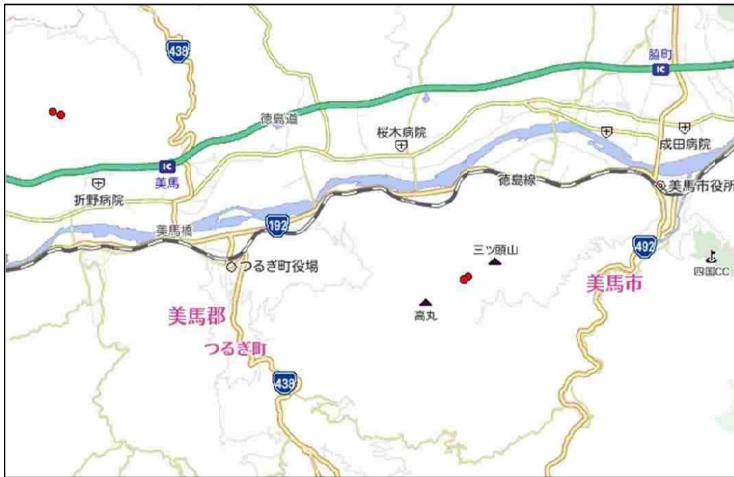 438
脇町
IC
徳島道
桜木病院
成田病院
IC
美馬
折野病院
徳島線
美馬市役所
美馬橋
192
492
三ツ頭山
つるぎ町役場
四国CC
美馬市
高丸
美馬郡
つるぎ町
438